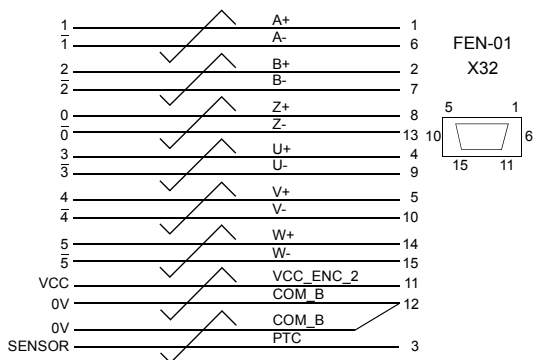 1 A+ 1
1̅ A- 6
2 B+ 2
2̅ B- 7
0 Z+ 8
0̅ Z- 13
3 U+ 4
3̅ U- 9
4 V+ 5
4̅ V- 10
5 W+ 14
5̅ W- 15
VCC VCC_ENC_2 11
0V COM_B 12
0V COM_B
SENSOR PTC 3
FEN-01
X32
5 1
10 6
15 11